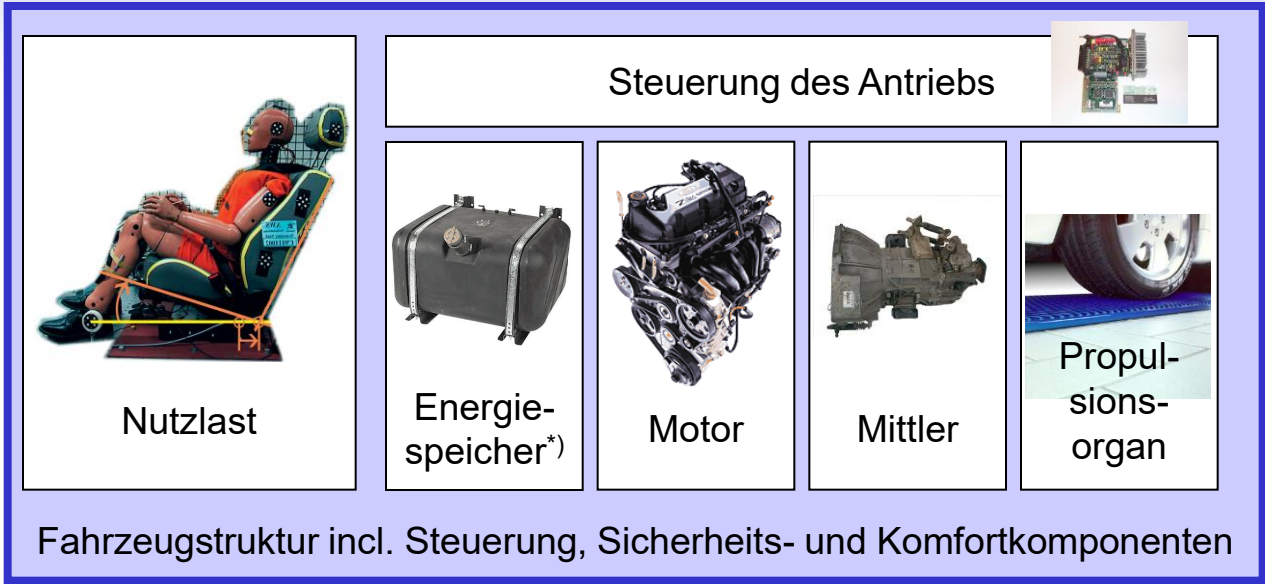 Steuerung des Antriebs
Nutzlast
Energie-
speicher*)
Motor
Mittler
Propul-
sions-
organ
Fahrzeugstruktur incl. Steuerung, Sicherheits- und Komfortkomponenten